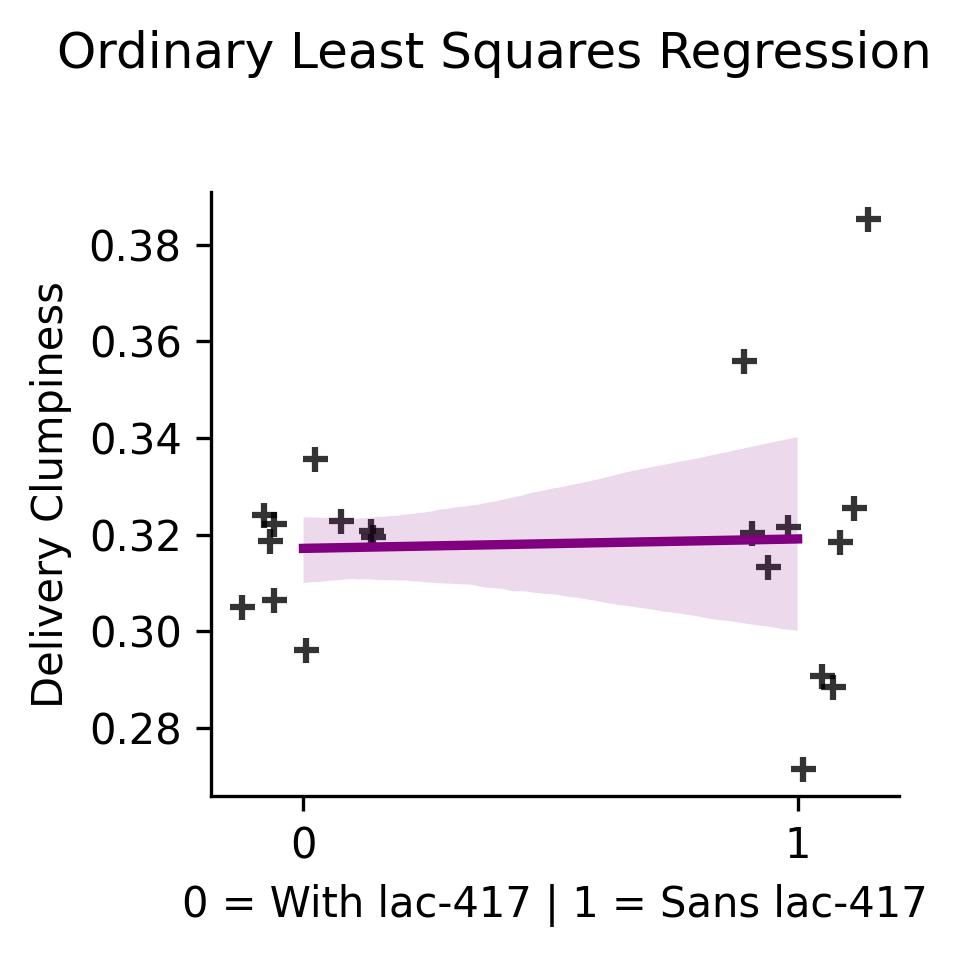 Ordinary Least Squares Regression
Delivery Clumpiness
0.38
0.36
0.34
0.32
0.30
0.28
0 1
0 = With lac-417 | 1 = Sans lac-417